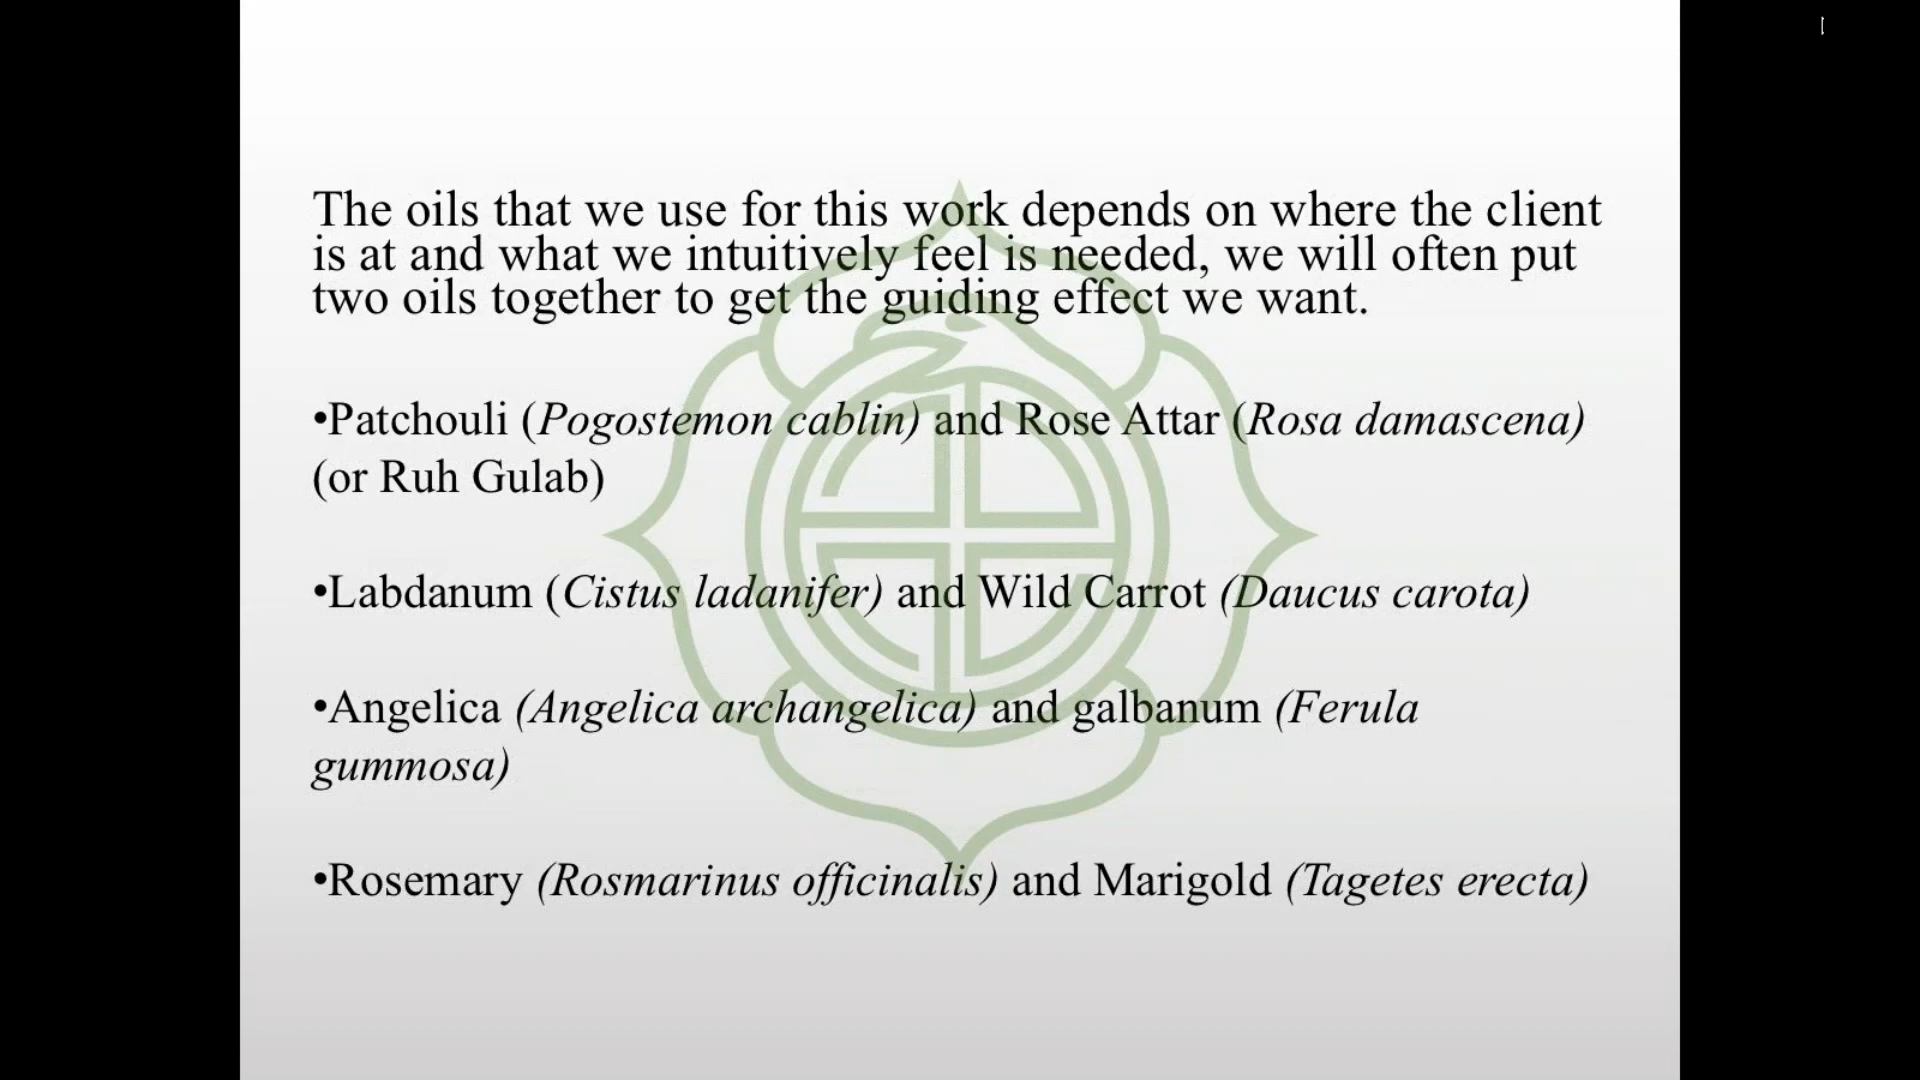 The oils that we use for this work depends on where the client
is at and what we intuitively feel is needed, we will often put
two oils together to get the guiding effect we want.
•Patchouli (Pogostemon cablin) and Rose Attar (Rosa damascena)
(or Ruh Gulab)
•Labdanum (Cistus ladanifer) and Wild Carrot (Daucus carota)
•Angelica (Angelica archangelica) and galbanum (Ferula
gummosa)
•Rosemary (Rosmarinus officinalis) and Marigold (Tagetes erecta)